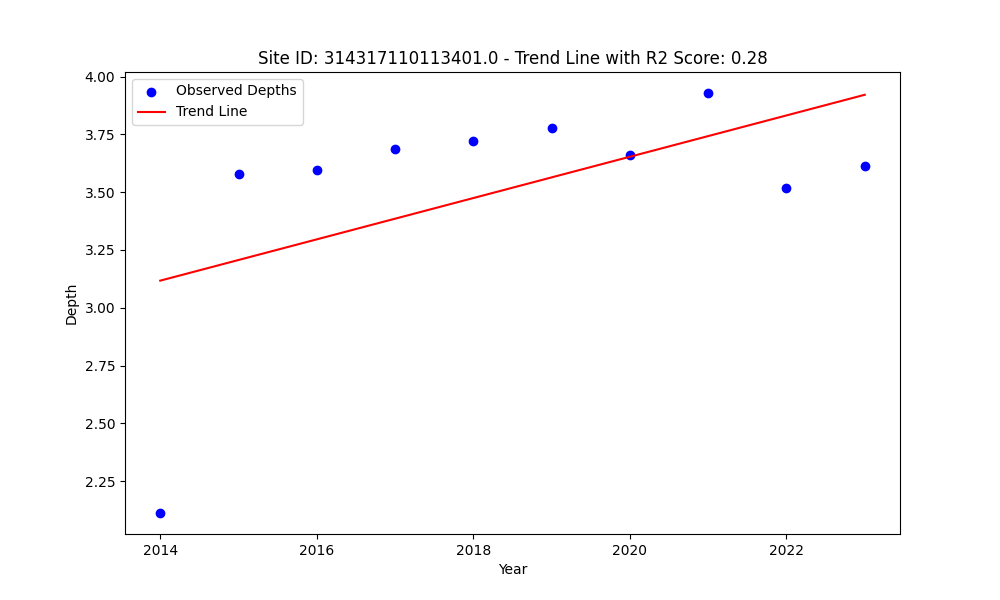 Site ID: 314317110113401.0 - Trend Line with R2 Score: 0.28
Observed Depths
Trend Line
4.00
3.75
3.50
3.25
3.00
2.75
2.50
2.25
Depth
2014
2016
2018
2020
2022
Year